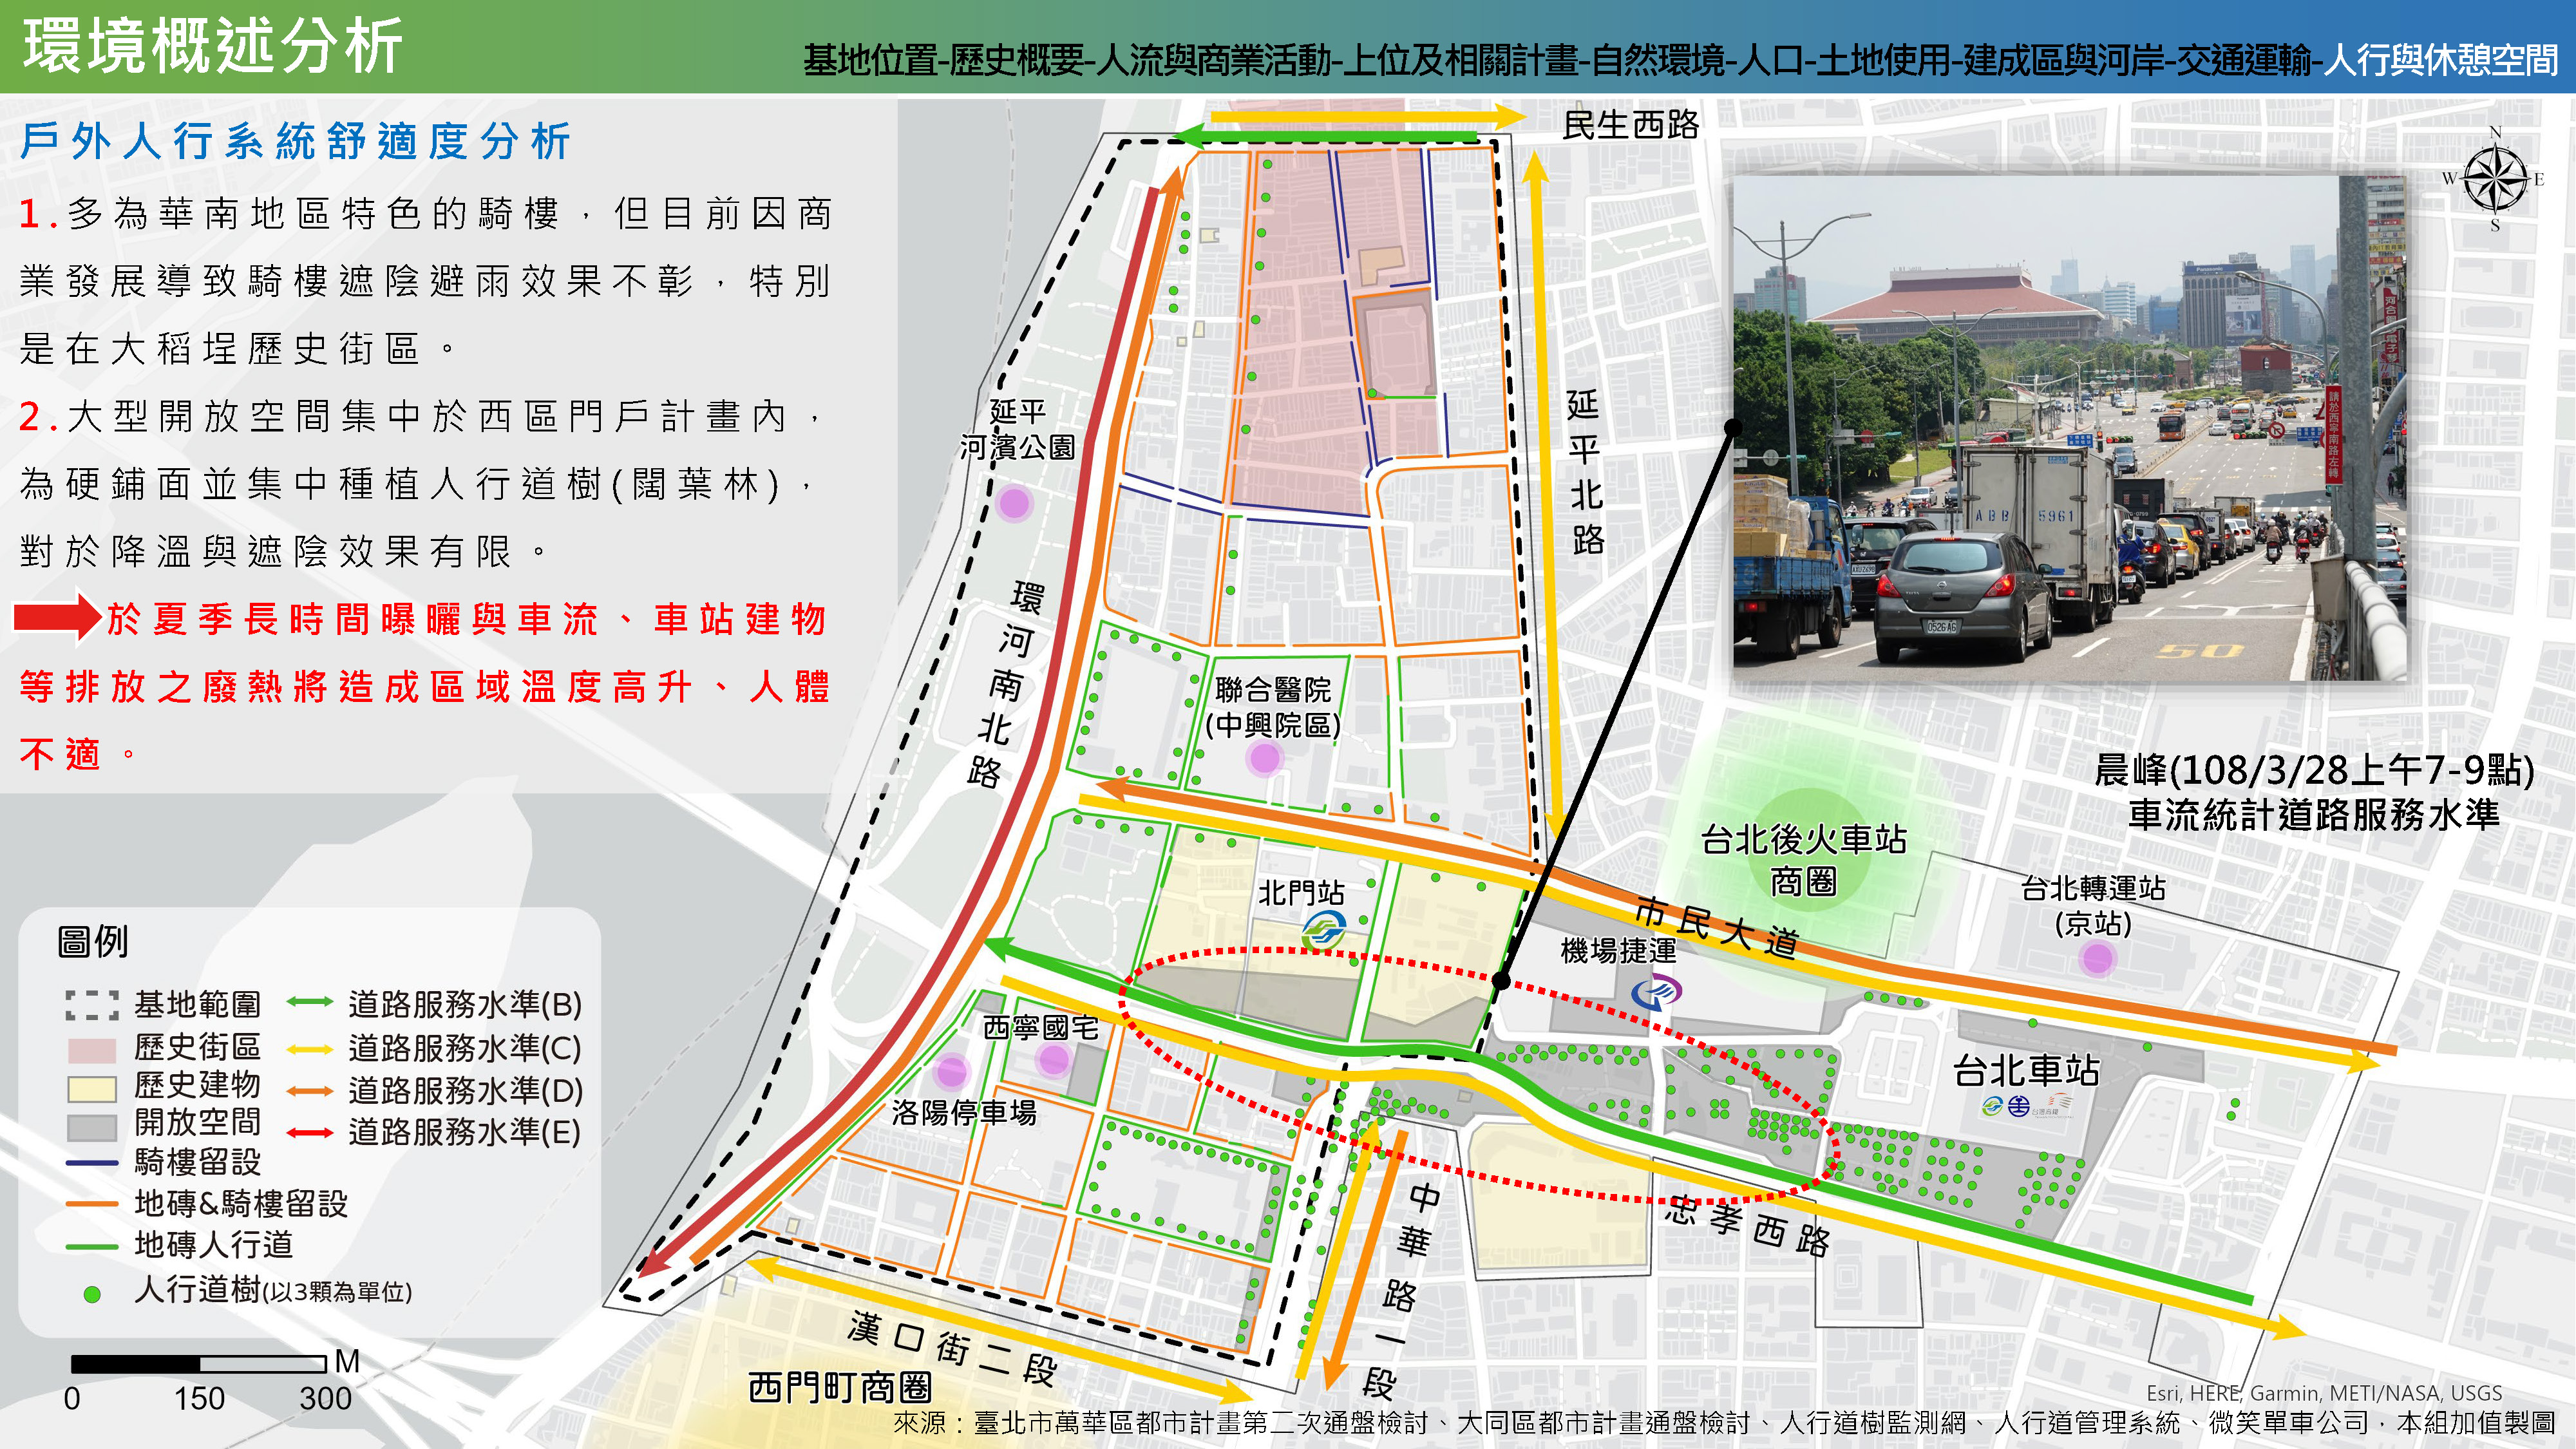 環境概述分析
基地位置-歷史概要-人流與商業活動-上位及相關計畫-自然環境-人口-土地使用-建成區與河岸-交通運輸-人行與休憩空間
戶外人行系統舒適度分析
1.多為華南地區特色的騎樓，但目前因商
業發展導致騎樓遮陰避雨效果不彰，特別
是在大稻埕歷史街區。
2.大型開放空間集中於西區門戶計畫內，
為硬鋪面並集中種植人行道樹(闊葉林)，
對於降溫與遮陰效果有限。
於夏季長時間曝曬與車流、車站建物
等排放之廢熱將造成區域溫度高升、人體
不適。
民生西路
N
W
E
S
延平
河濱公園
延平北路
環河南北路
請於西寧南路左轉
ABB 5961
0526 AG
50
聯合醫院
(中興院區)
晨峰(108/3/28上午7-9點)
車流統計道路服務水準
台北後火車站
商圈
台北轉運站
(京站)
北門站
市民大道
機場捷運
西寧國宅
洛陽停車場
台北車站
忠孝西路
中華路一段
漢口街二段
西門町商圈
圖例
基地範圍
歷史街區
歷史建物
開放空間
騎樓留設
地磚&騎樓留設
地磚人行道
人行道樹(以3顆為單位)
道路服務水準(B)
道路服務水準(C)
道路服務水準(D)
道路服務水準(E)
M
0 150 300
Esri, HERE, Garmin, METI/NASA, USGS
來源：臺北市萬華區都市計畫第二次通盤檢討、大同區都市計畫通盤檢討、人行道樹監測網、人行道管理系統、微笑單車公司，本組加值製圖